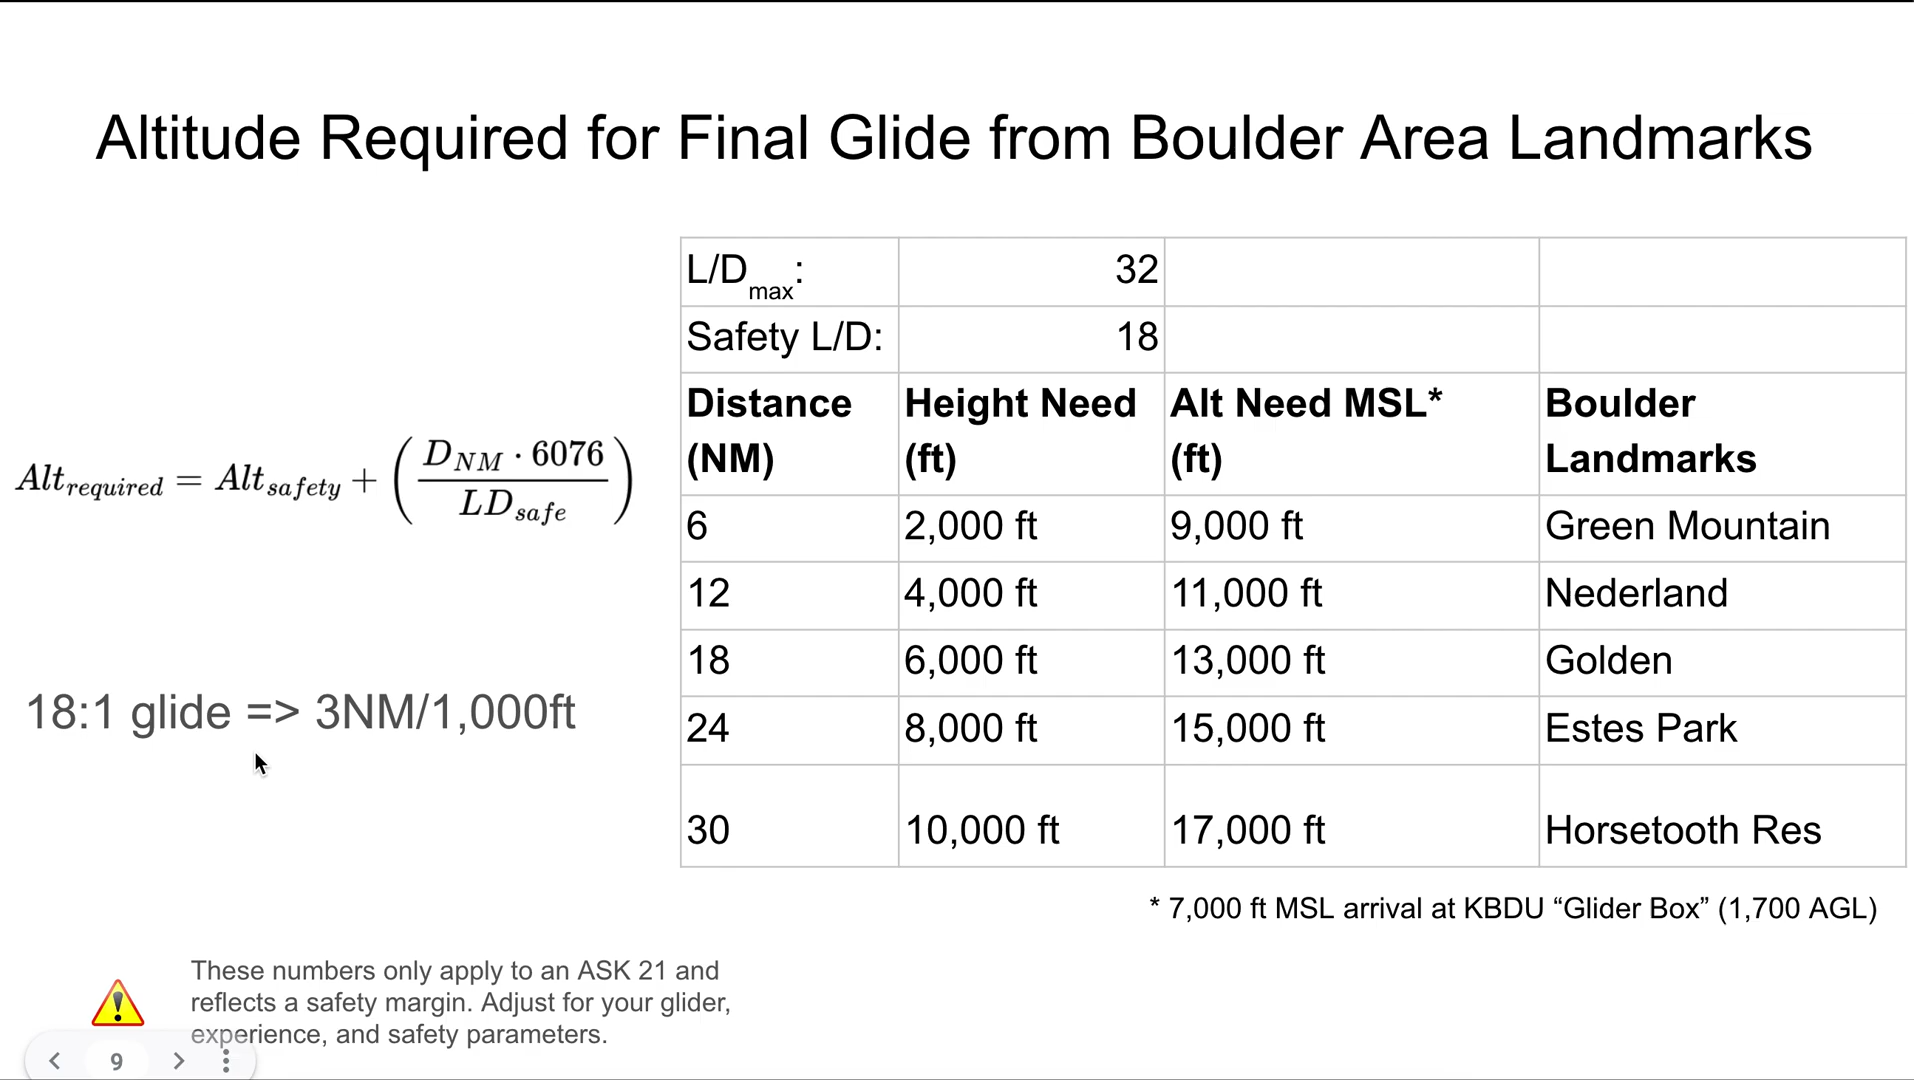 Altitude Required for Final Glide from Boulder Area Landmarks
Alt_required = Alt_safety + (D_NM · 6076 / LD_safe)
18:1 glide => 3NM/1,000ft
L/Dmax: 32
Safety L/D: 18
Distance (NM) Height Need (ft) Alt Need MSL* (ft) Boulder Landmarks
6 2,000 ft 9,000 ft Green Mountain
12 4,000 ft 11,000 ft Nederland
18 6,000 ft 13,000 ft Golden
24 8,000 ft 15,000 ft Estes Park
30 10,000 ft 17,000 ft Horsetooth Res
* 7,000 ft MSL arrival at KBDU “Glider Box” (1,700 AGL)
These numbers only apply to an ASK 21 and
reflects a safety margin. Adjust for your glider,
experience, and safety parameters.
9